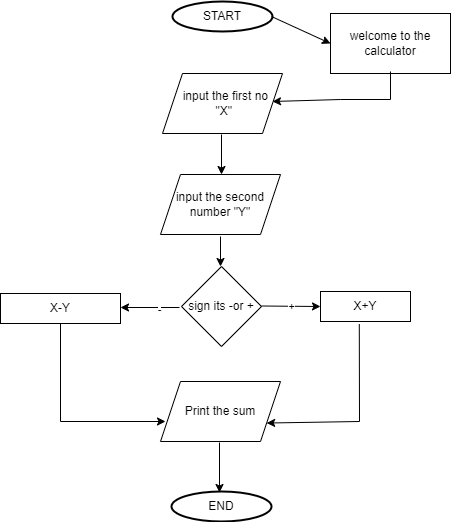 START
welcome to the
calculator
input the first no
"X"
input the second
number "Y"
sign its -or +
-
+
X-Y
X+Y
Print the sum
END